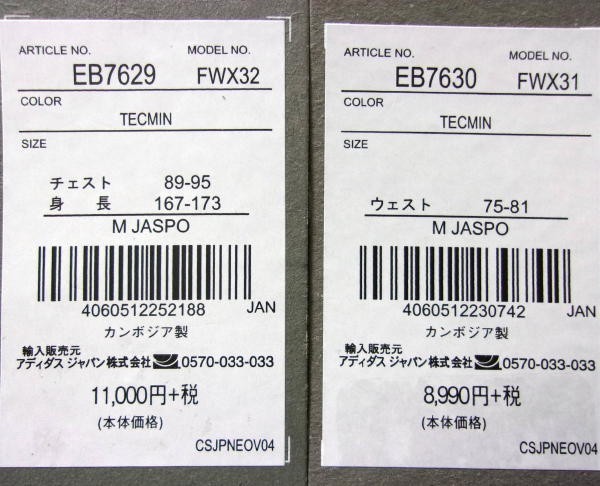 ARTICLE NO. MODEL NO.
EB7629 FWX32
COLOR
TECMIN
SIZE
チェスト 89-95
身 長 167-173
M JASPO
4060512252188 JAN
カンボジア製
輸入販売元
アディダス ジャパン株式会社 0570-033-033
11,000円+税
(本体価格)
CSJPNEOV04
ARTICLE NO. MODEL NO.
EB7630 FWX31
COLOR
TECMIN
SIZE
ウェスト 75-81
M JASPO
4060512230742 JAN
カンボジア製
輸入販売元
アディダス ジャパン株式会社 0570-033-033
8,990円+税
(本体価格)
CSJPNEOV04